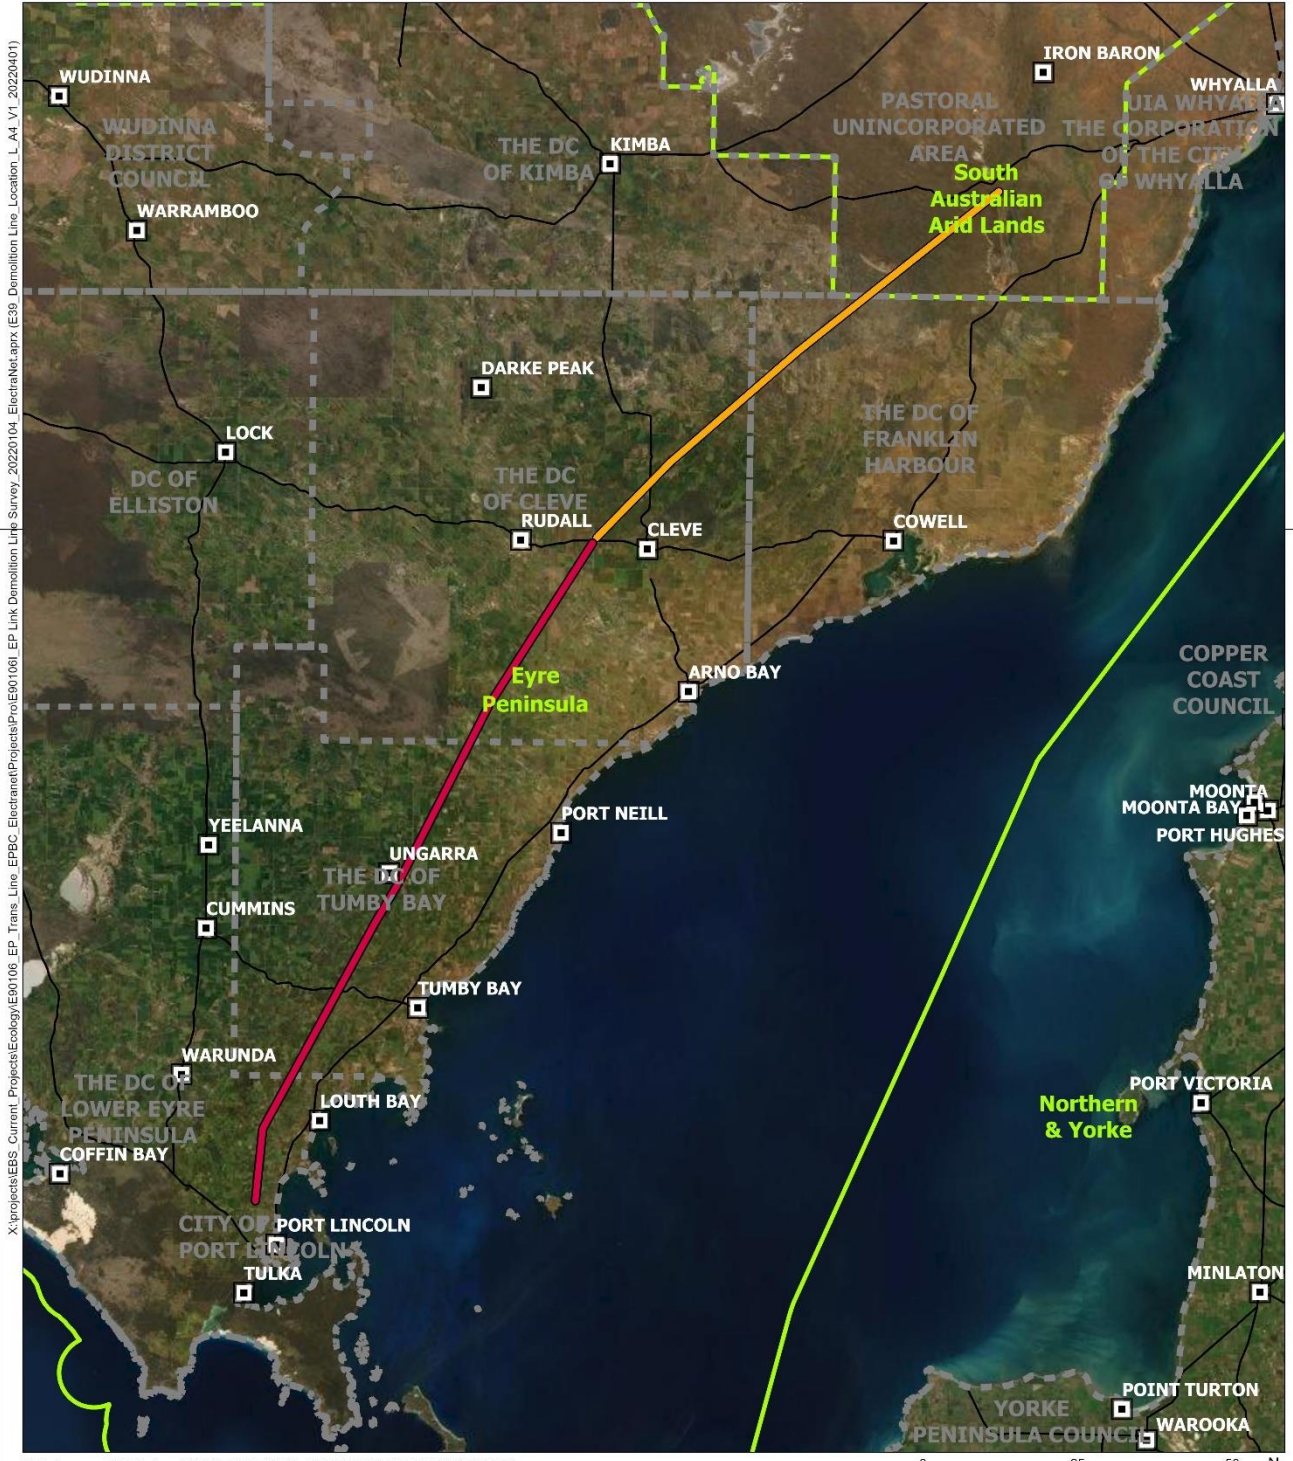 X:\projects\EBS_Current_Projects\Ecology\E90106_EP_Trans_Line_EPBC_Electranet\Projects\Pro\E90106I_EP Link Demolition Line Survey_20220104_ElectraNet.aprx (E39_Demolition Line_Location_L_A4_V1_20220401)
IRON BARON
WUDINNA
WHYALLA
PASTORAL
UNINCORPORATED
AREA
UIA WHYALLA
THE CORPORATION
OF THE CITY
OF WHYALLA
WUDINNA
DISTRICT
COUNCIL
THE DC
OF KIMBA
KIMBA
South
Australian
Arid Lands
WARRAMBOO
DARKE PEAK
THE DC OF
FRANKLIN
HARBOUR
LOCK
DC OF
ELLISTON
THE DC
OF CLEVE
RUDALL
CLEVE
COWELL
COPPER
COAST
COUNCIL
Eyre
Peninsula
ARNO BAY
MOONTA
MOONTA BAY
PORT HUGHES
PORT NEILL
YEELANNA
UNGARRA
THE DC OF
TUMBY BAY
CUMMINS
TUMBY BAY
WARUNDA
THE DC OF
LOWER EYRE
PENINSULA
LOUTH BAY
PORT VICTORIA
Northern
& Yorke
COFFIN BAY
CITY OF
PORT LINCOLN
PORT LINCOLN
TULKA
MINLATON
POINT TURTON
YORKE
PENINSULA COUNCIL
WAROOKA